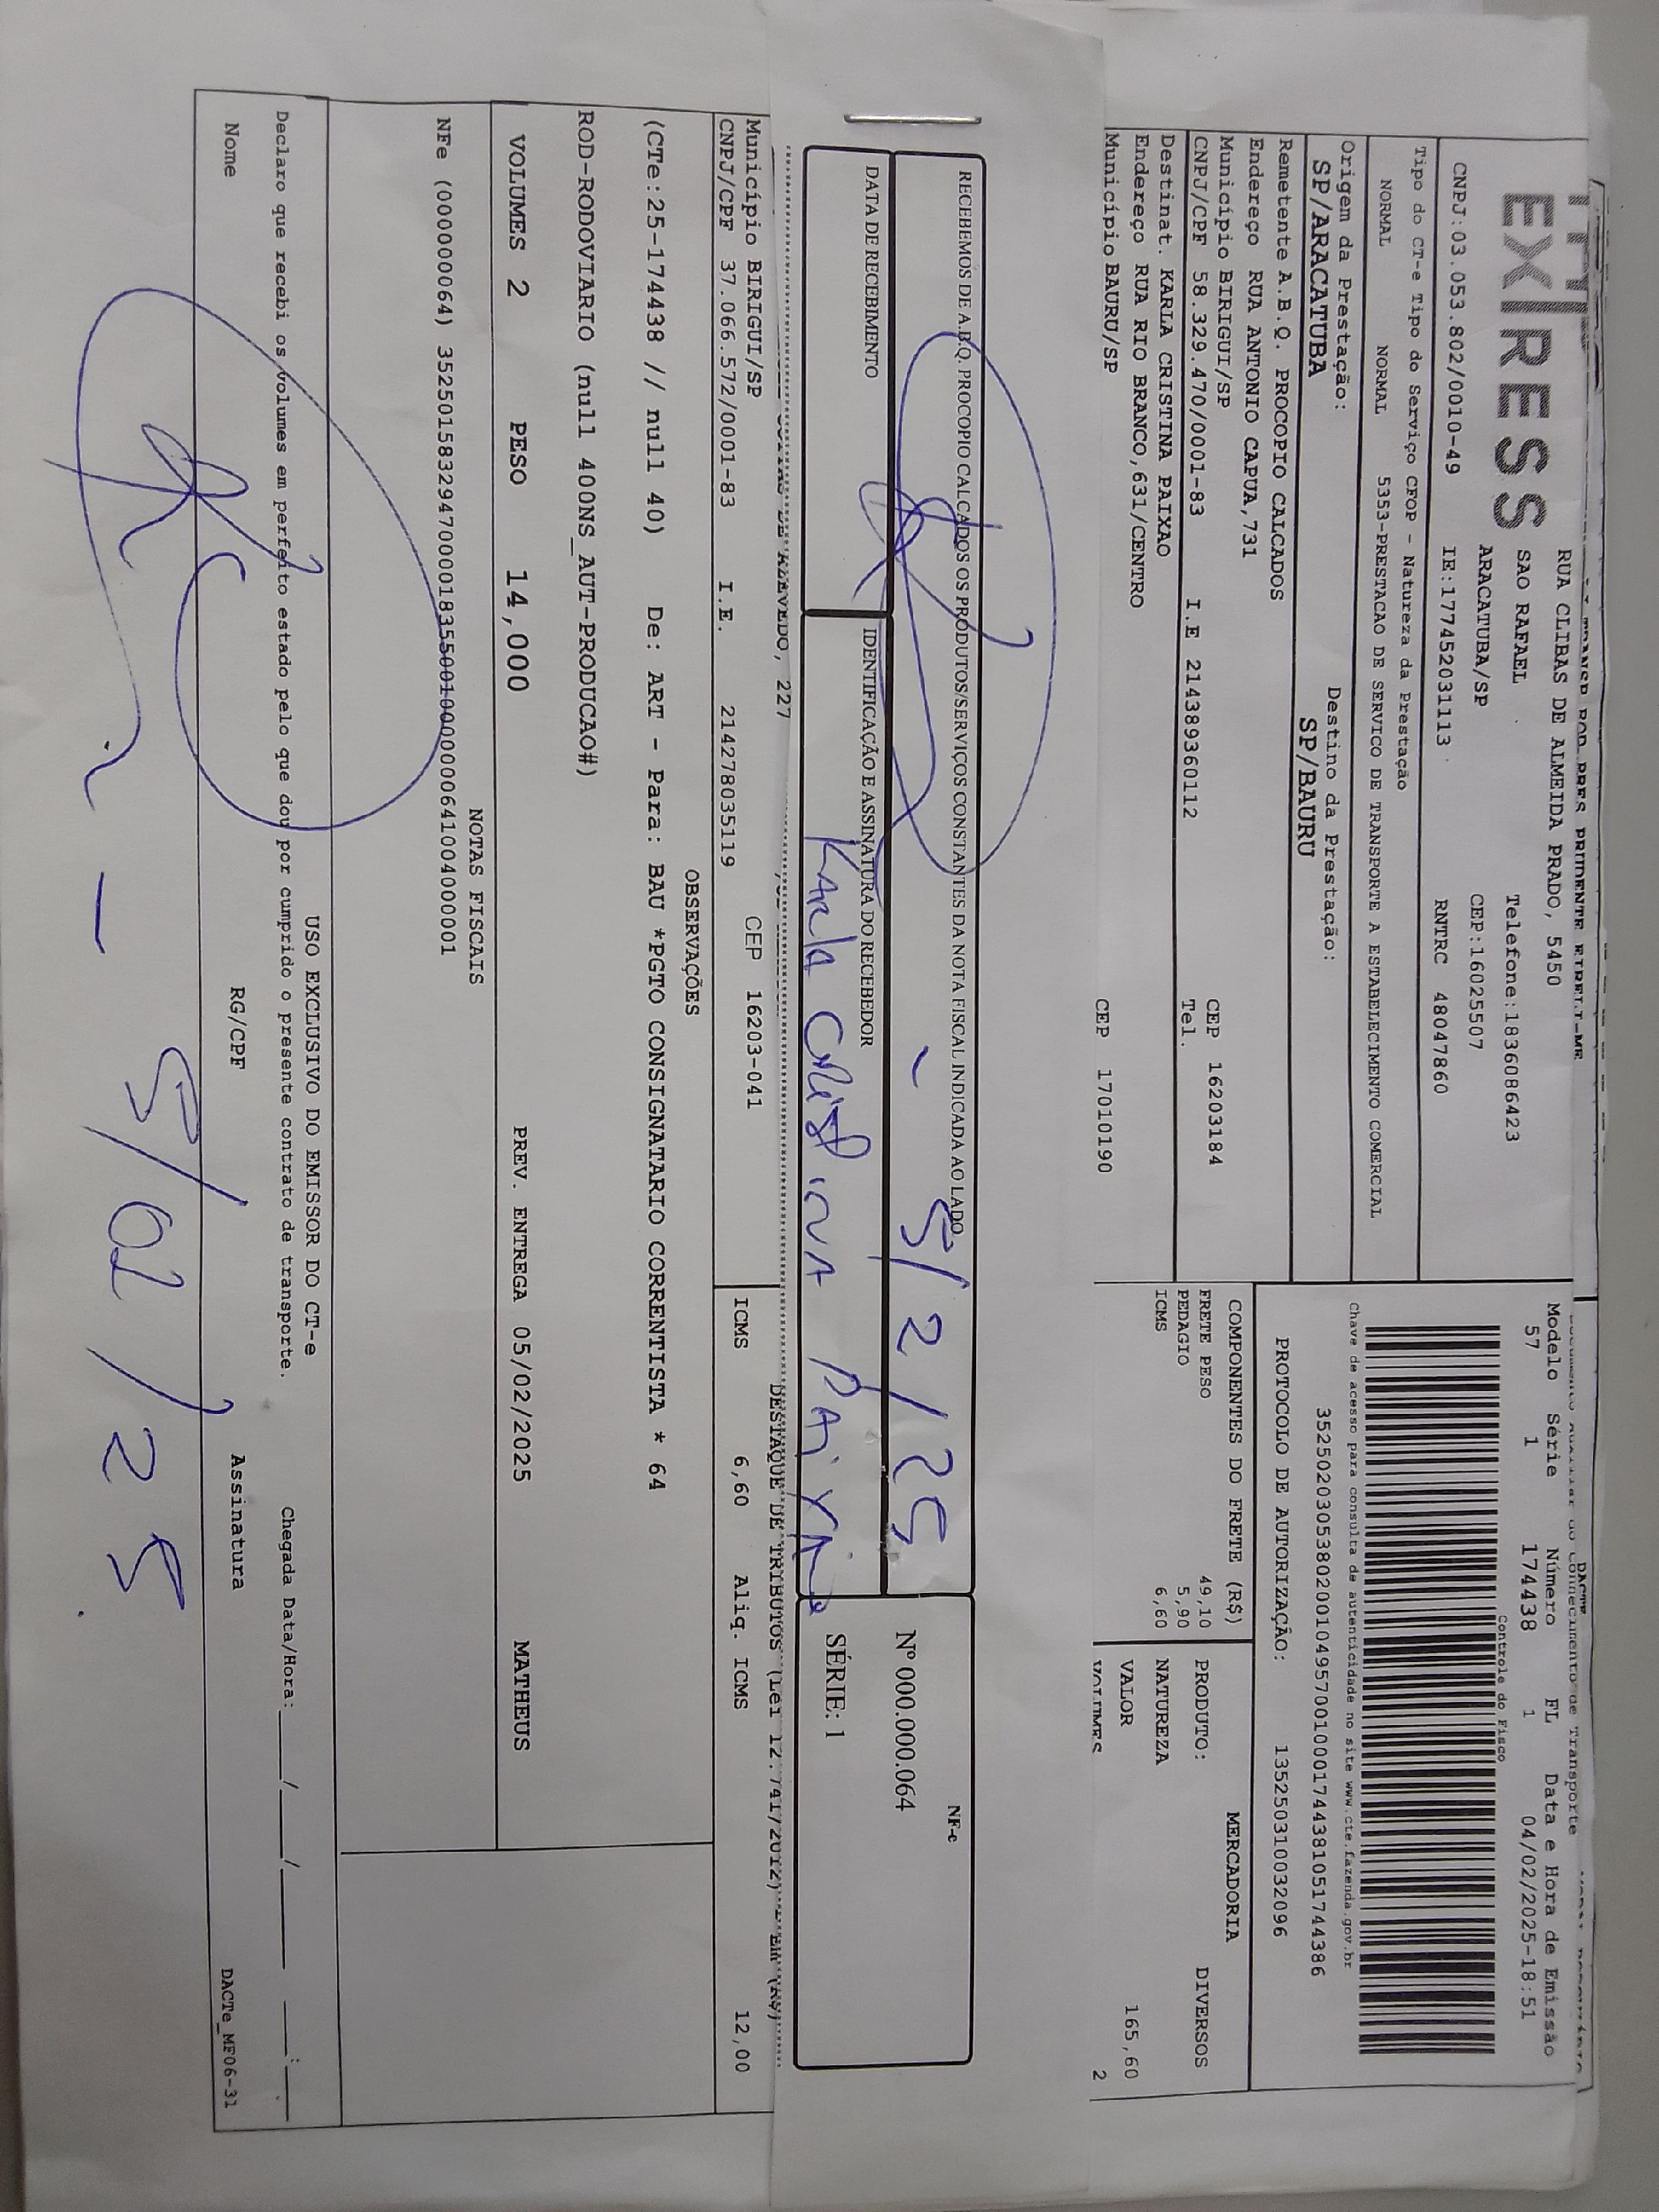 EXPRESS
RUA CLIBAS DE ALMEIDA PRADO, 5450
SAO RAFAEL
Telefone:1836086423
ARACATUBA/SP
CEP:16025507
CNPJ:03.053.802/0010-49
IE:177452031113
RNTRC 48047860
Modelo Série Número FL Data e Hora de Emissão
57 1 174438 1 04/02/2025-18:51
Controle do Fisco
Tipo do CT-e Tipo do Serviço CFOP - Natureza da Prestação
NORMAL NORMAL 5353-PRESTACAO DE SERVICO DE TRANSPORTE A ESTABELECIMENTO COMERCIAL
Chave de acesso para consulta de autenticidade no site www.cte.fazenda.gov.br
35250203053802001049570010001744381051744386
Origem da Prestação: Destino da Prestação:
SP/ARACATUBA SP/BAURU
PROTOCOLO DE AUTORIZAÇÃO: 135250310032096
Remetente A.B.Q. PROCOPIO CALCADOS
Endereço RUA ANTONIO CAPUA,731
Município BIRIGUI/SP CEP 16203184
CNPJ/CPF 58.329.470/0001-83 I.E 214389360112 Tel.
Destinat. KARLA CRISTINA PAIXAO
Endereço RUA RIO BRANCO,631/CENTRO
Município BAURU/SP CEP 17010190
COMPONENTES DO FRETE (R$)
FRETE PESO 49,10
PEDAGIO 5,90
ICMS 6,60
MERCADORIA
PRODUTO: DIVERSOS
NATUREZA
VALOR 165,60
VOLUMES 2
RECEBEMOS DE A.B.Q. PROCOPIO CALCADOS OS PRODUTOS/SERVIÇOS CONSTANTES DA NOTA FISCAL INDICADA AO LADO
5/2/25
DATA DE RECEBIMENTO
IDENTIFICAÇÃO E ASSINATURA DO RECEBEDOR
Karla Cristina Paixão
NF-e
Nº 000.000.064
SÉRIE: 1
227
DESTAQUE DE TRIBUTOS (Lei 12.741/2012)
Município BIRIGUI/SP CEP 16203-041
CNPJ/CPF 37.066.572/0001-83 I.E. 214278035119
ICMS 6,60 Aliq. ICMS 12,00
OBSERVAÇÕES
(CTe:25-174438 // null 40) De: ART - Para: BAU *PGTO CONSIGNATARIO CORRENTISTA * 64
ROD-RODOVIARIO (null 400NS_AUT-PRODUCAO#)
VOLUMES 2 PESO 14,000 PREV. ENTREGA 05/02/2025 MATHEUS
NOTAS FISCAIS
NFe (000000064) 35250158329470000183550010000000641004000001
USO EXCLUSIVO DO EMISSOR DO CT-e
Declaro que recebi os volumes em perfeito estado pelo que dou por cumprido o presente contrato de transporte. Chegada Data/Hora:___/___/____ __:__
Nome RG/CPF Assinatura
DACTe_MF06-31
5/02/25